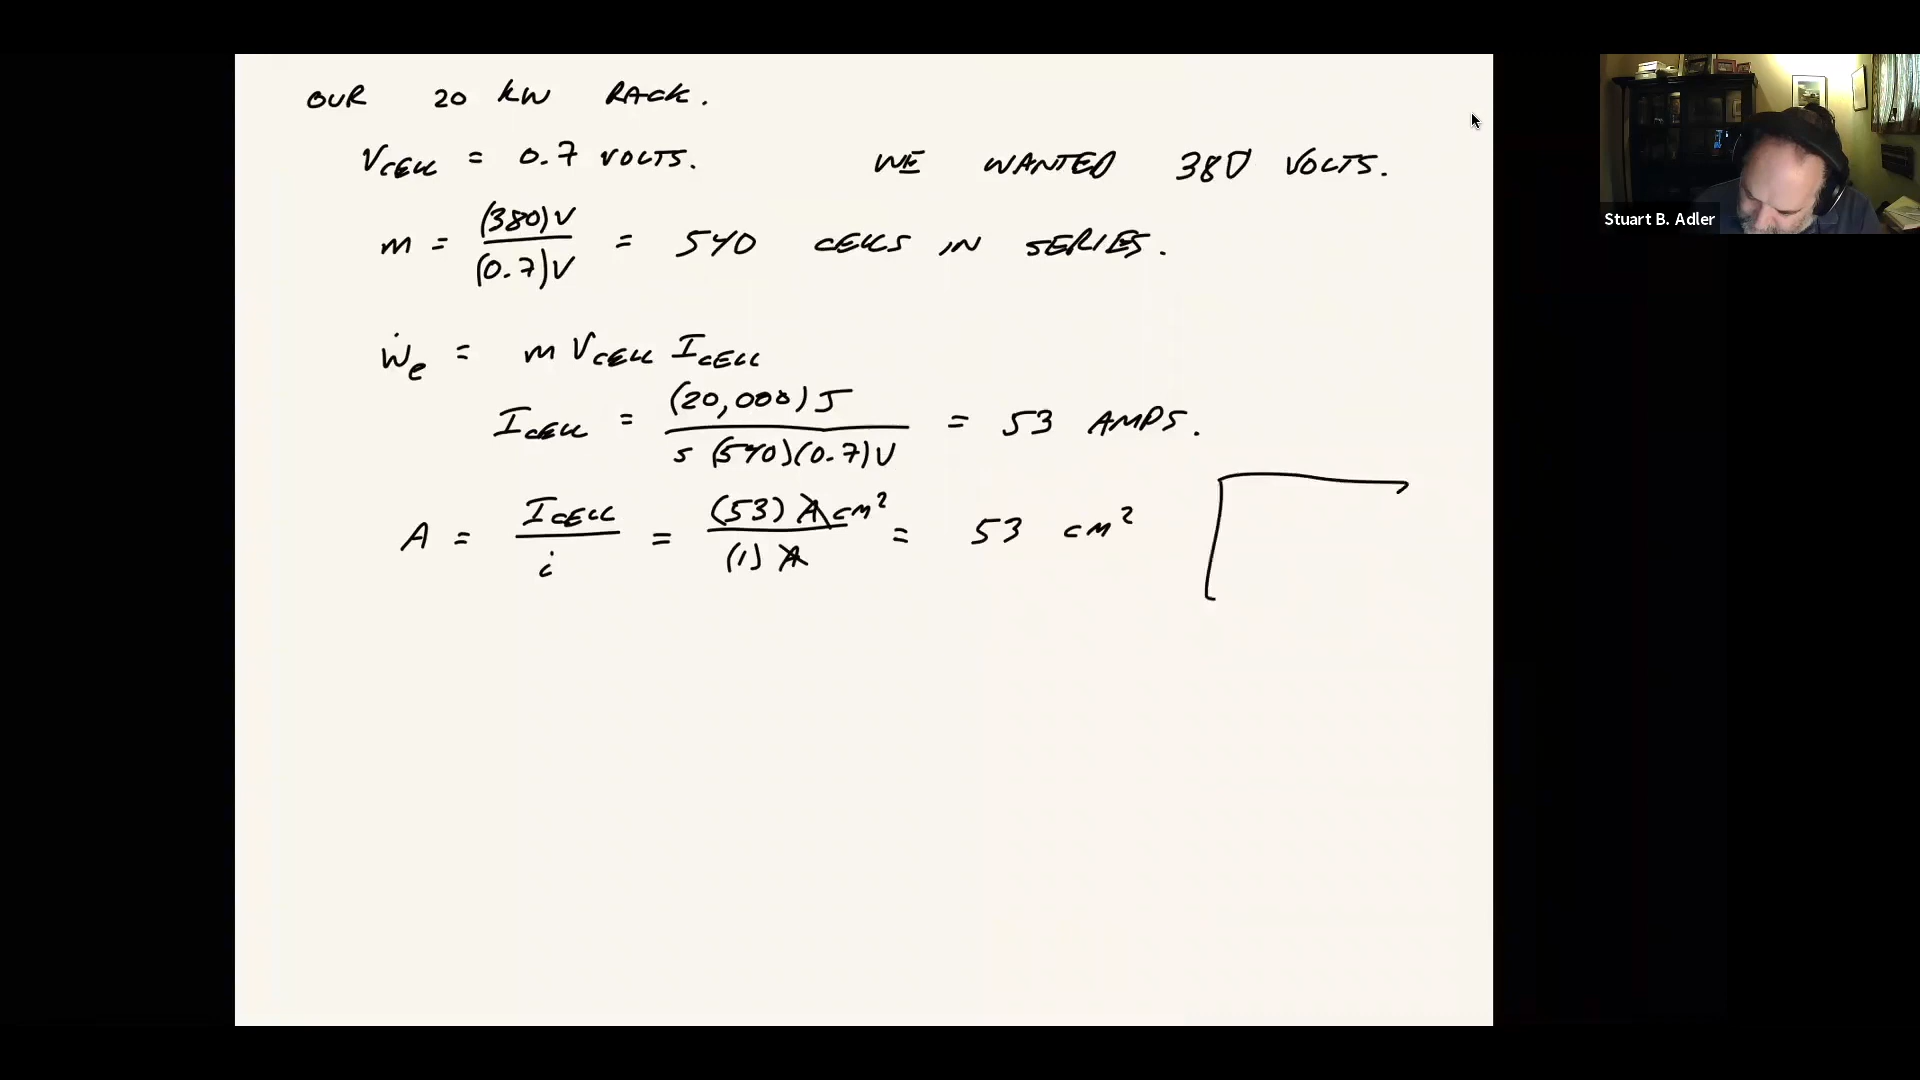 OUR 20 kW RACK.
VCELL = 0.7 VOLTS. WE WANTED 380 VOLTS.
m = (380)V / (0.7)V = 540 CELLS IN SERIES.
Ẇe = m VCELL ICELL
ICELL = (20,000) J / s (540)(0.7)V = 53 AMPS.
A = ICELL / i = (53) A cm² / (1) A = 53 cm²
Stuart B. Adler